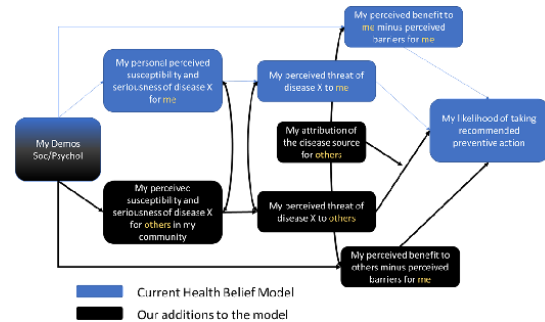 My perceived benefit to
me minus perceived
barriers for me
My personal perceived
susceptibility and
seriousness of disease X
for me
My perceived threat of
disease X to me
My attribution of
the disease source
for others
My likelihood of taking
recommended
preventive action
My Demos
Soc/Psychol
My perceived
susceptibility and
seriousness of disease X
for others in my
community
My perceived threat of
disease X to others
My perceived benefit to
others minus perceived
barriers for me
Current Health Belief Model
Our additions to the model